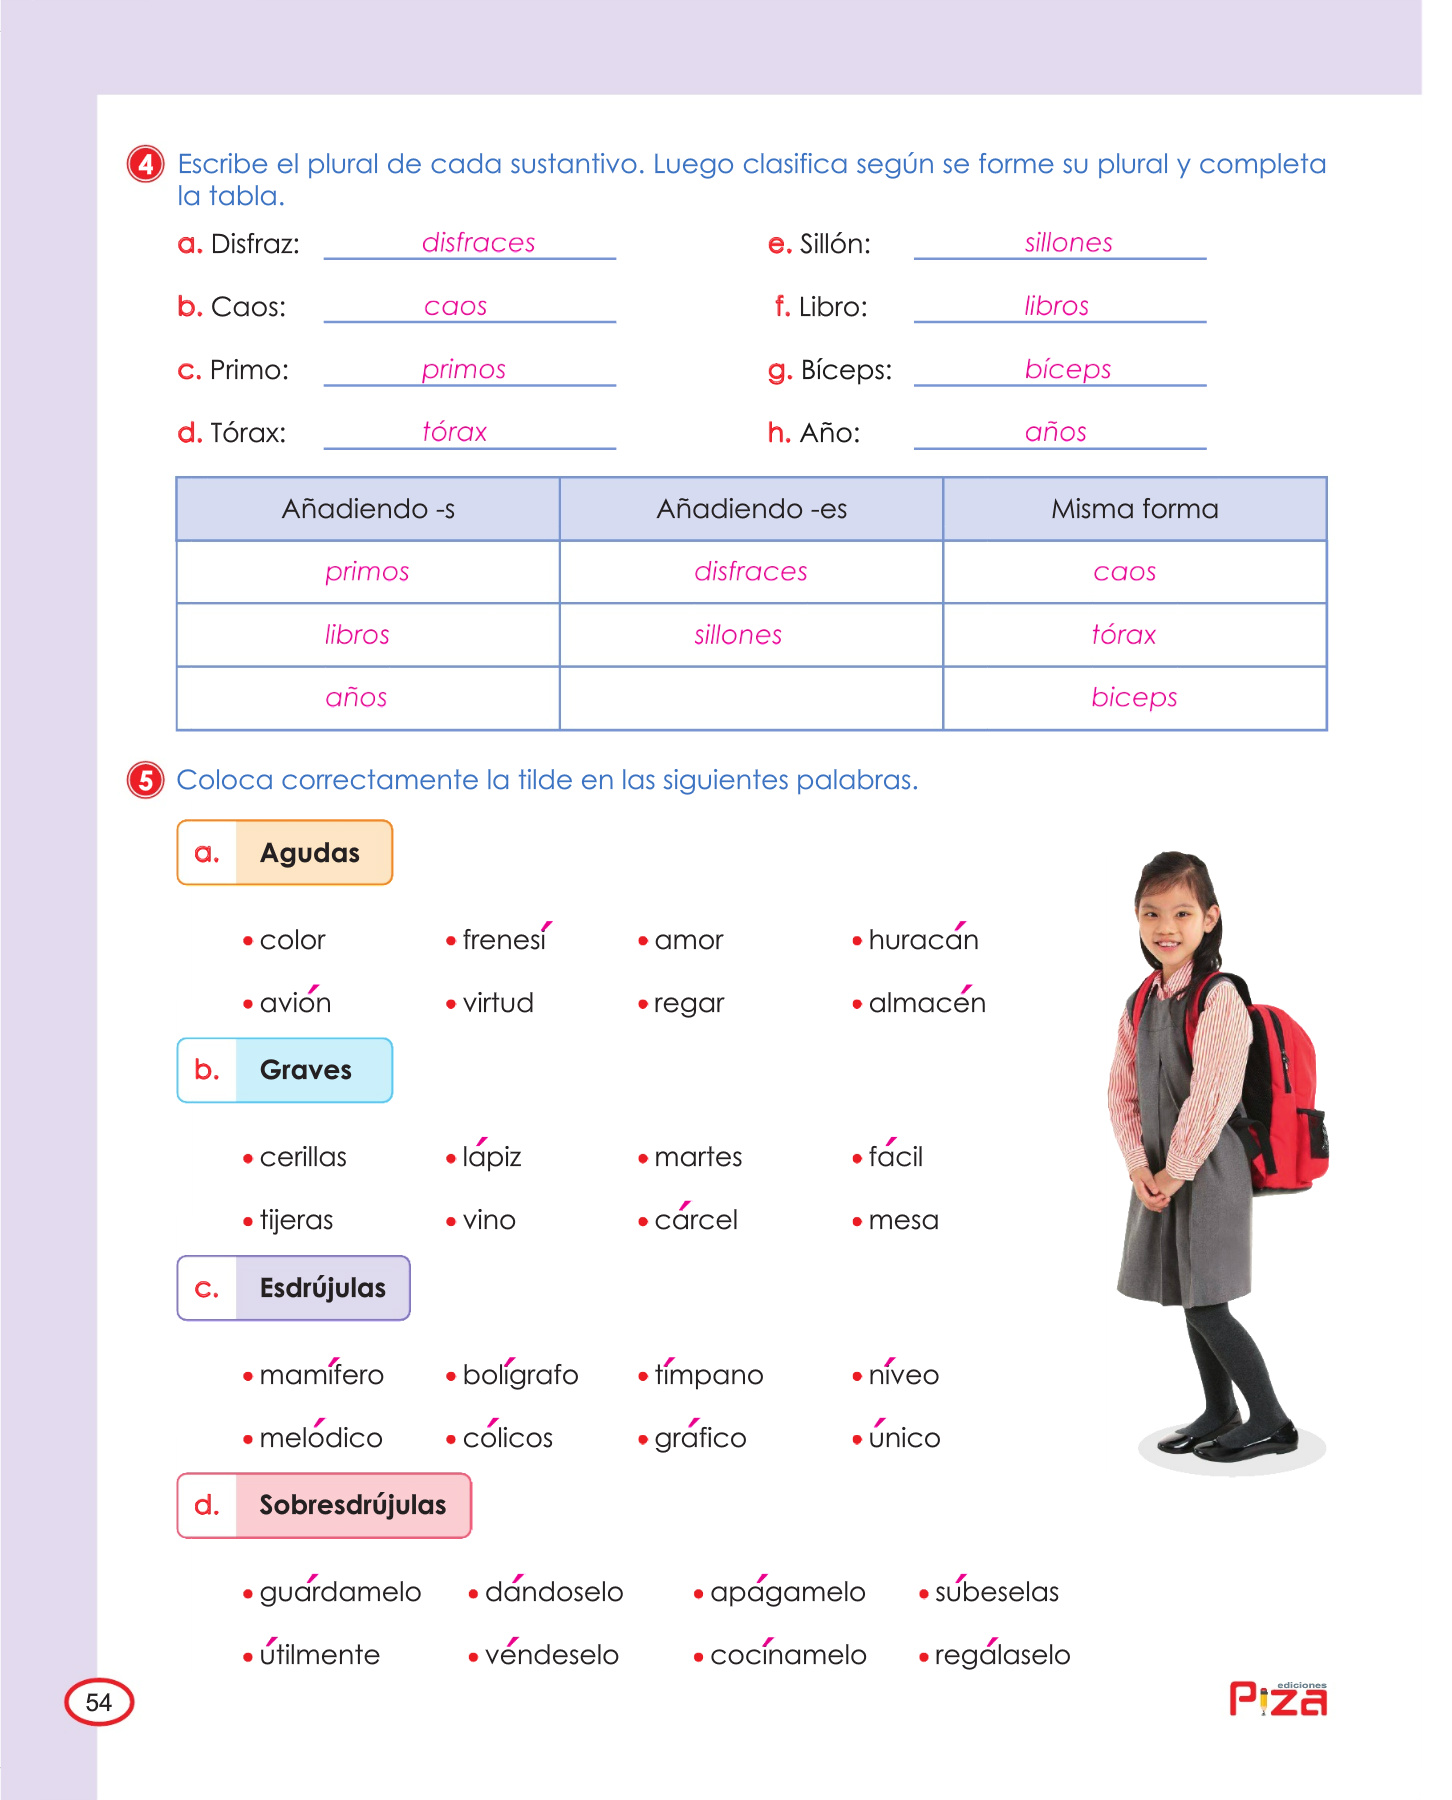 4 Escribe el plural de cada sustantivo. Luego clasifica según se forme su plural y completa
la tabla.
a. Disfraz: disfraces e. Sillón: sillones
b. Caos: caos f. Libro: libros
c. Primo: primos g. Bíceps: bíceps
d. Tórax: tórax h. Año: años
Añadiendo -s Añadiendo -es Misma forma
primos disfraces caos
libros sillones tórax
años biceps
5 Coloca correctamente la tilde en las siguientes palabras.
a. Agudas
• color • frenesí • amor • huracán
• avión • virtud • regar • almacén
b. Graves
• cerillas • lápiz • martes • fácil
• tijeras • vino • cárcel • mesa
c. Esdrújulas
• mamífero • bolígrafo • tímpano • níveo
• melódico • cólicos • gráfico • único
d. Sobresdrújulas
• guárdamelo • dándoselo • apágamelo • súbeselas
• útilmente • véndeselo • cocínamelo • regálaselo
54
ediciones
Piza